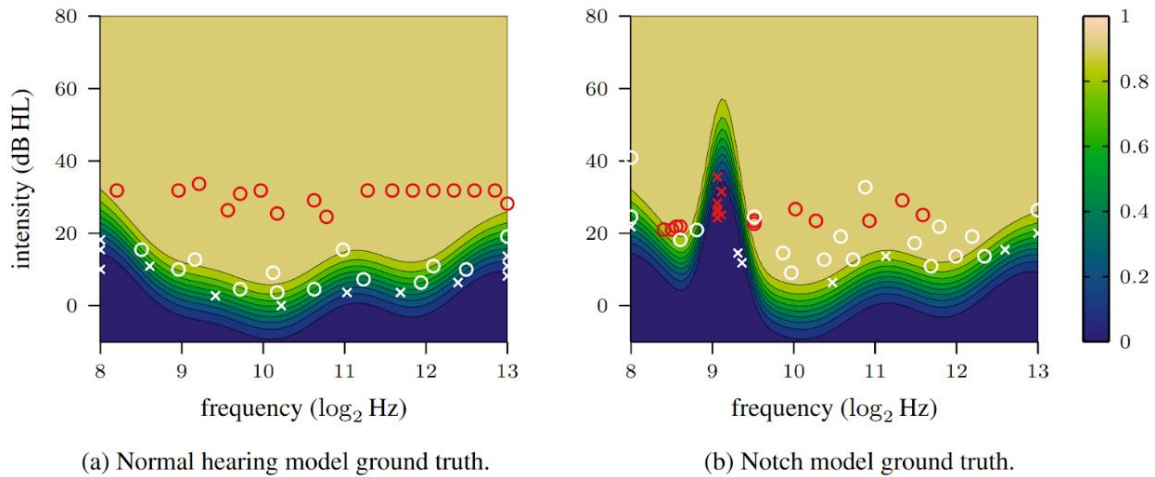 80
60
40
20
0
intensity (dB HL)
8 9 10 11 12 13
frequency (log₂ Hz)
(a) Normal hearing model ground truth.
80
60
40
20
0
8 9 10 11 12 13
frequency (log₂ Hz)
(b) Notch model ground truth.
1
0.8
0.6
0.4
0.2
0